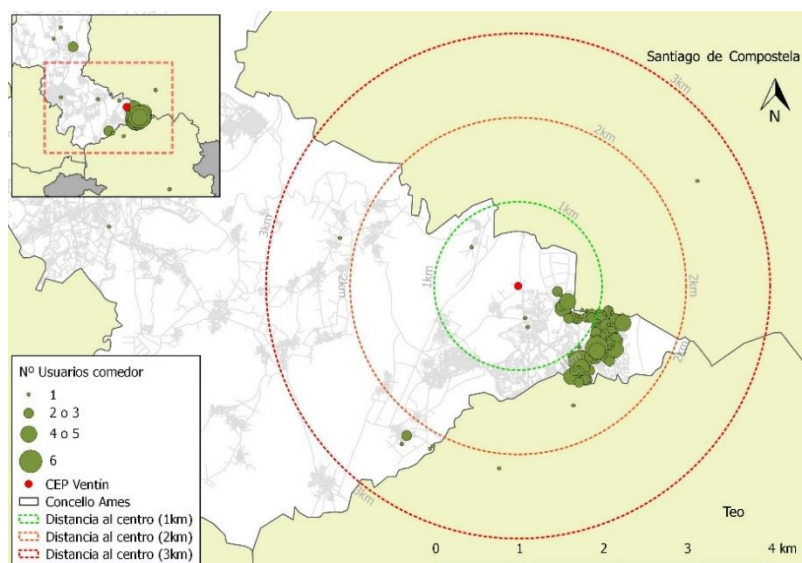 Santiago de Compostela
N
3km
2km
1km
3km
2km
1km
2km
2km
3km
Nº Usuarios comedor
1
2 o 3
4 o 5
6
CEP Ventín
Concello Ames
Distancia al centro (1km)
Distancia al centro (2km)
Distancia al centro (3km)
Teo
0 1 2 3 4 km